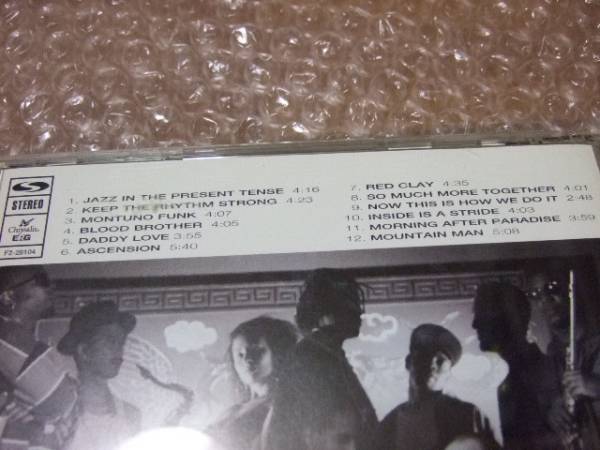 STEREO
Chrysalis
ERG
F2-28104
1. JAZZ IN THE PRESENT TENSE 4:16
2. KEEP THE RHYTHM STRONG 4:23
3. MONTUNO FUNK 4:07
4. BLOOD BROTHER 4:05
5. DADDY LOVE 3:55
6. ASCENSION 5:40
7. RED CLAY 4:35
8. SO MUCH MORE TOGETHER 4:01
9. NOW THIS IS HOW WE DO IT 2:48
10. INSIDE IS A STRIDE 4:03
11. MORNING AFTER PARADISE 3:59
12. MOUNTAIN MAN 5:08